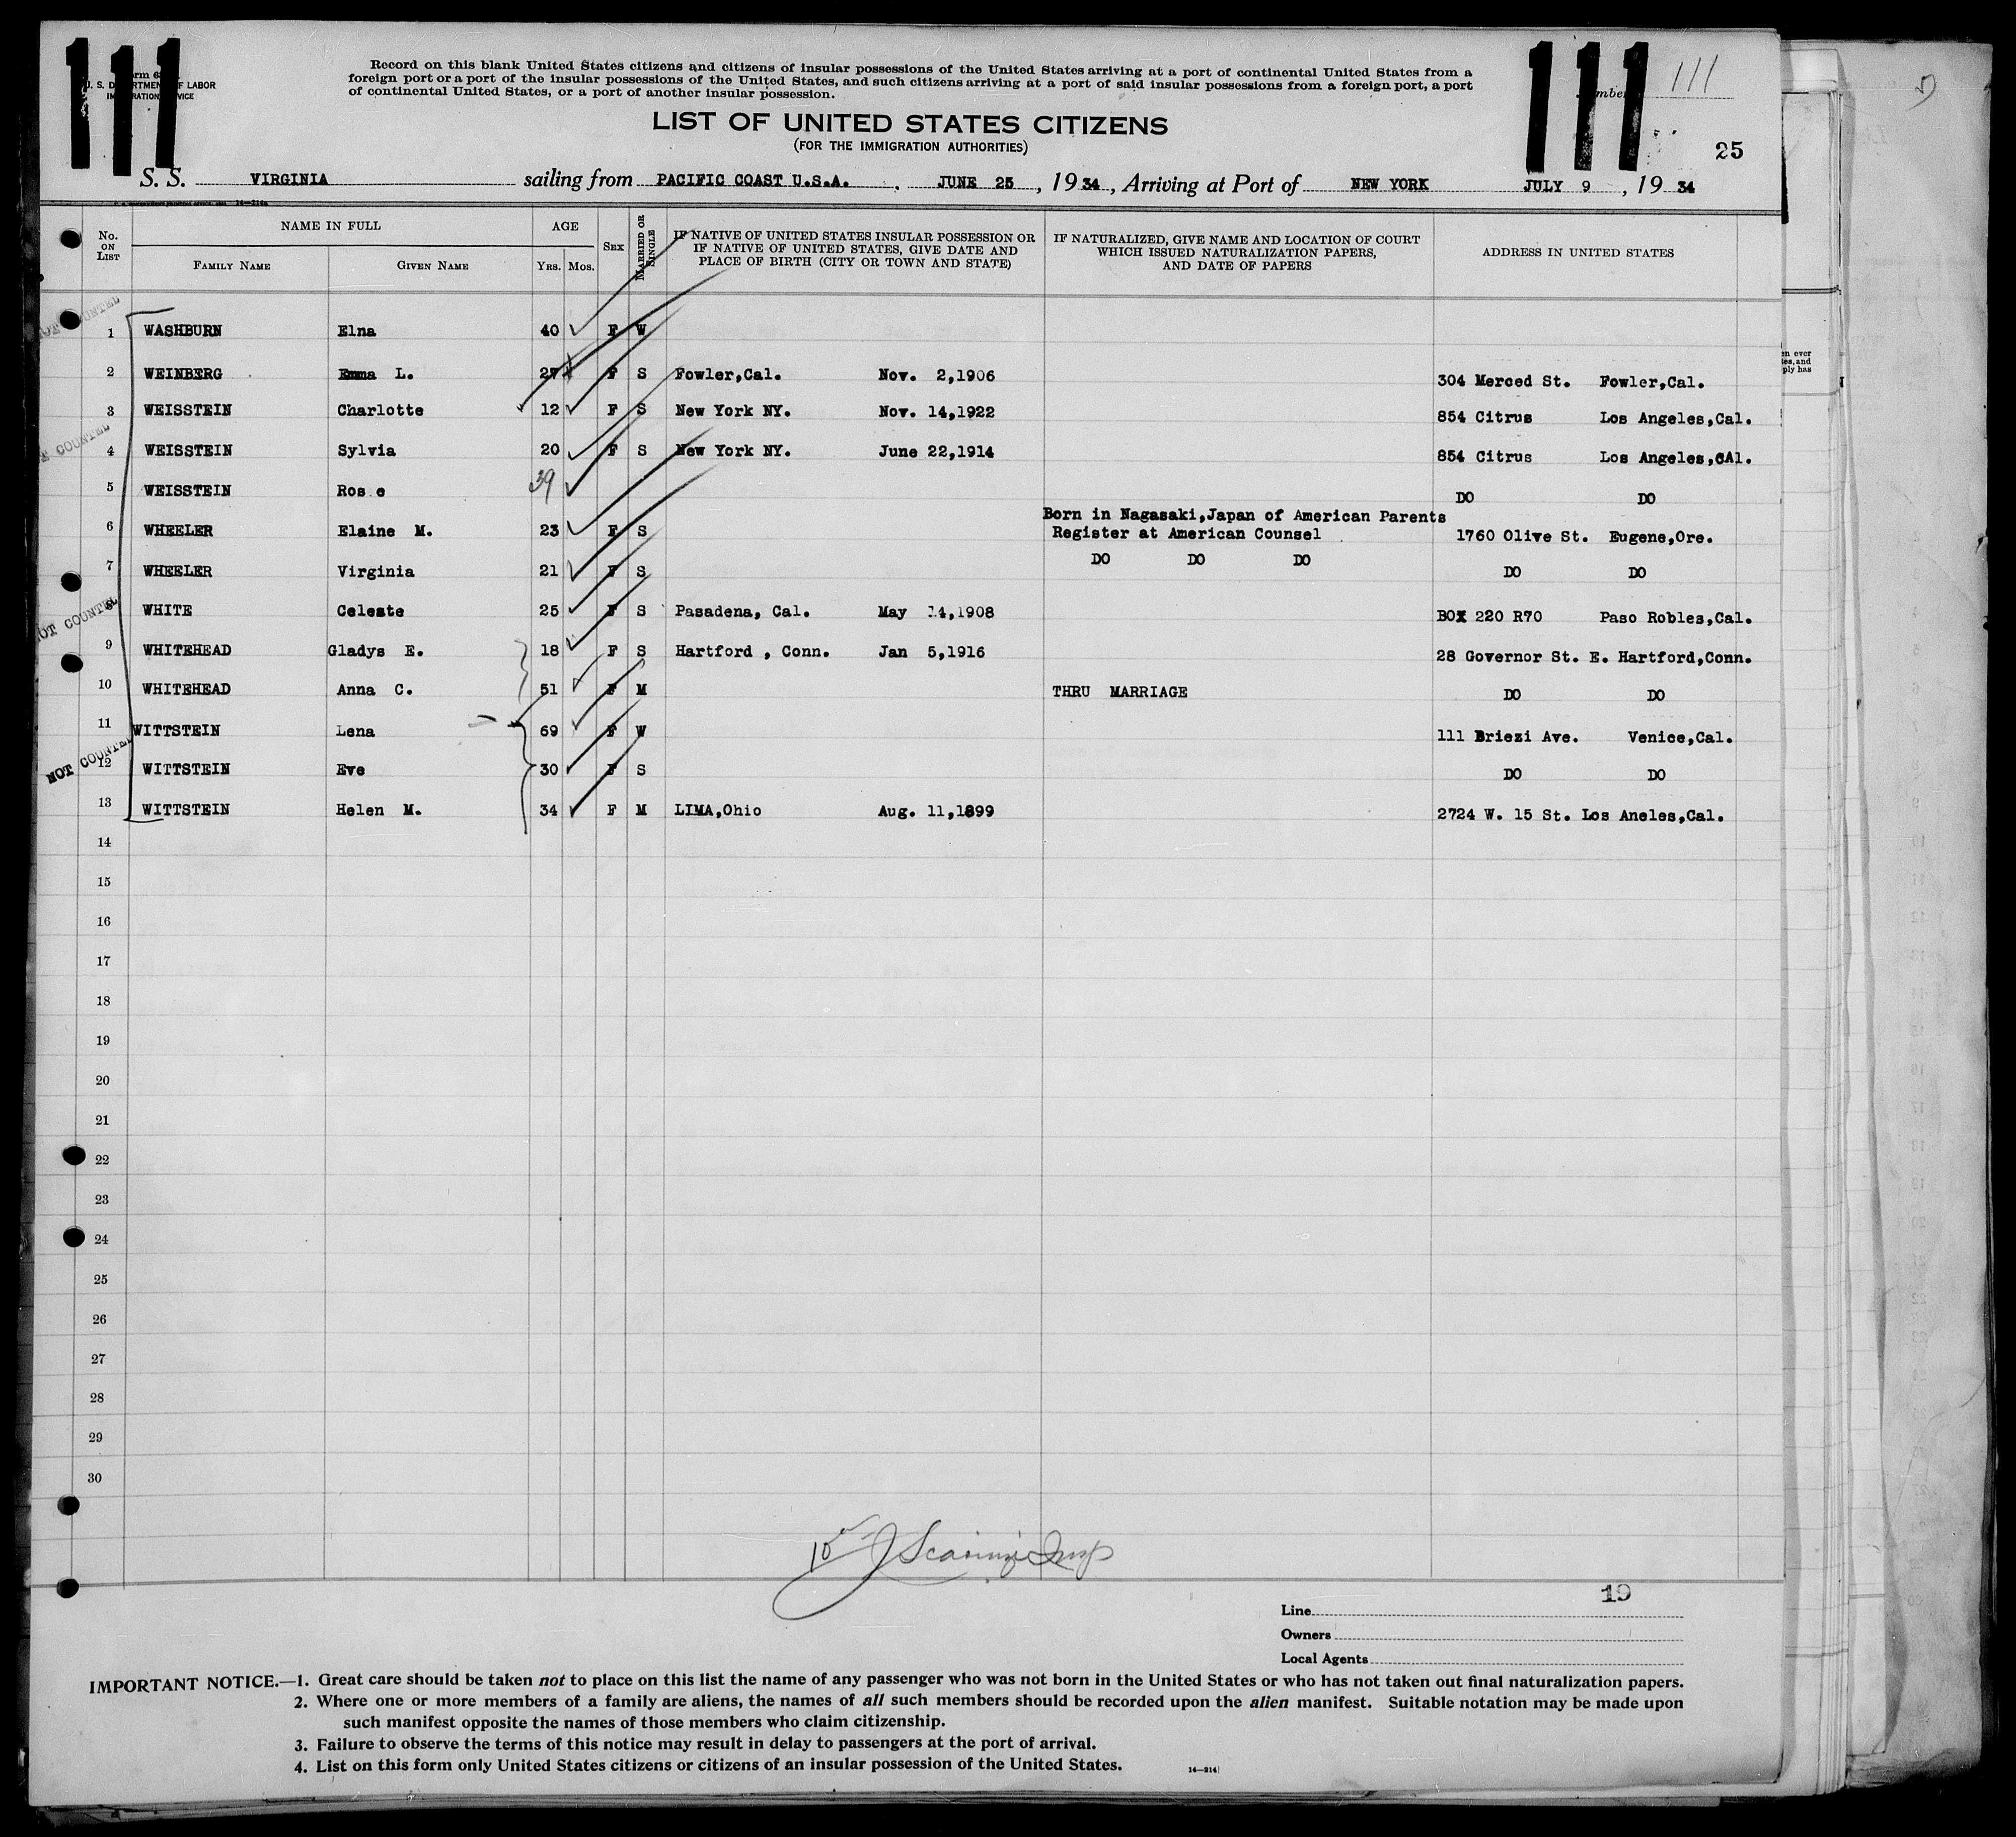 111
111
111
Record on this blank United States citizens and citizens of insular possessions of the United States arriving at a port of continental United States from a
foreign port or a port of the insular possessions of the United States, and such citizens arriving at a port of said insular possessions from a foreign port, a port
of continental United States, or a port of another insular possession.
LIST OF UNITED STATES CITIZENS
(FOR THE IMMIGRATION AUTHORITIES)
25
S. S. VIRGINIA sailing from PACIFIC COAST U.S.A. JUNE 25, 1934, Arriving at Port of NEW YORK JULY 9, 1934
No. ON LIST NAME IN FULL AGE SEX MARRIED OR SINGLE IF NATIVE OF UNITED STATES INSULAR POSSESSION OR IF NATIVE OF UNITED STATES, GIVE DATE AND PLACE OF BIRTH (CITY OR TOWN AND STATE) IF NATURALIZED, GIVE NAME AND LOCATION OF COURT WHICH ISSUED NATURALIZATION PAPERS, AND DATE OF PAPERS ADDRESS IN UNITED STATES
FAMILY NAME GIVEN NAME YRS. MOS.
1 WASHBURN Elna 40 F W
2 WEINBERG Emma L. 27 F S Fowler,Cal. Nov. 2,1906 304 Merced St. Fowler,Cal.
3 WEISSTEIN Charlotte 12 F S New York NY. Nov. 14,1922 854 Citrus Los Angeles,Cal.
NOT COUNTED
4 WEISSTEIN Sylvia 20 F S New York NY. June 22,1914 854 Citrus Los Angeles,CAl.
5 WEISSTEIN Ros e 39 DO DO
Born in Nagasaki,Japan of American Parents
6 WHEELER Elaine M. 23 F S Register at American Counsel 1760 Olive St. Eugene,Ore.
7 WHEELER Virginia 21 F S DO DO DO DO DO
8 WHITE Celeste 25 F S Pasadena, Cal. May 14,1908 BOX 220 R70 Paso Robles,Cal.
NOT COUNTED
9 WHITEHEAD Gladys E. 18 F S Hartford , Conn. Jan 5,1916 28 Governor St. E. Hartford,Conn.
10 WHITEHEAD Anna C. 51 F M THRU MARRIAGE DO DO
11 WITTSTEIN Lena 69 F W 111 Briezi Ave. Venice,Cal.
NOT COUNTED
12 WITTSTEIN Eve 30 F S DO DO
13 WITTSTEIN Helen M. 34 F M LIMA,Ohio Aug. 11,1899 2724 W. 15 St. Los Aneles,Cal.
14
15
16
17
18
19
20
21
22
23
24
25
26
27
28
29
30
19
Line
Owners
Local Agents
IMPORTANT NOTICE.—1. Great care should be taken not to place on this list the name of any passenger who was not born in the United States or who has not taken out final naturalization papers.
2. Where one or more members of a family are aliens, the names of all such members should be recorded upon the alien manifest. Suitable notation may be made upon
such manifest opposite the names of those members who claim citizenship.
3. Failure to observe the terms of this notice may result in delay to passengers at the port of arrival.
4. List on this form only United States citizens or citizens of an insular possession of the United States.
14—214